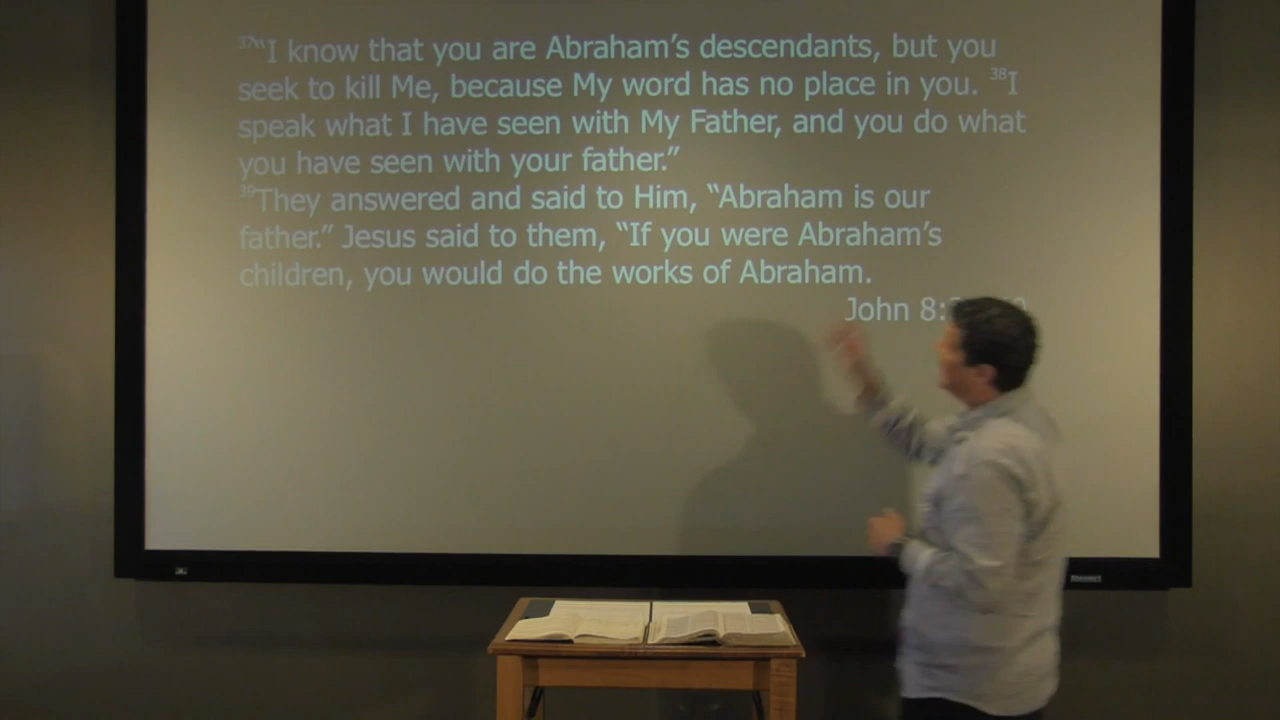 ³⁷“I know that you are Abraham’s descendants, but you
seek to kill Me, because My word has no place in you. ³⁸I
speak what I have seen with My Father, and you do what
you have seen with your father.”
³⁹They answered and said to Him, “Abraham is our
father.” Jesus said to them, “If you were Abraham’s
children, you would do the works of Abraham.
John 8: